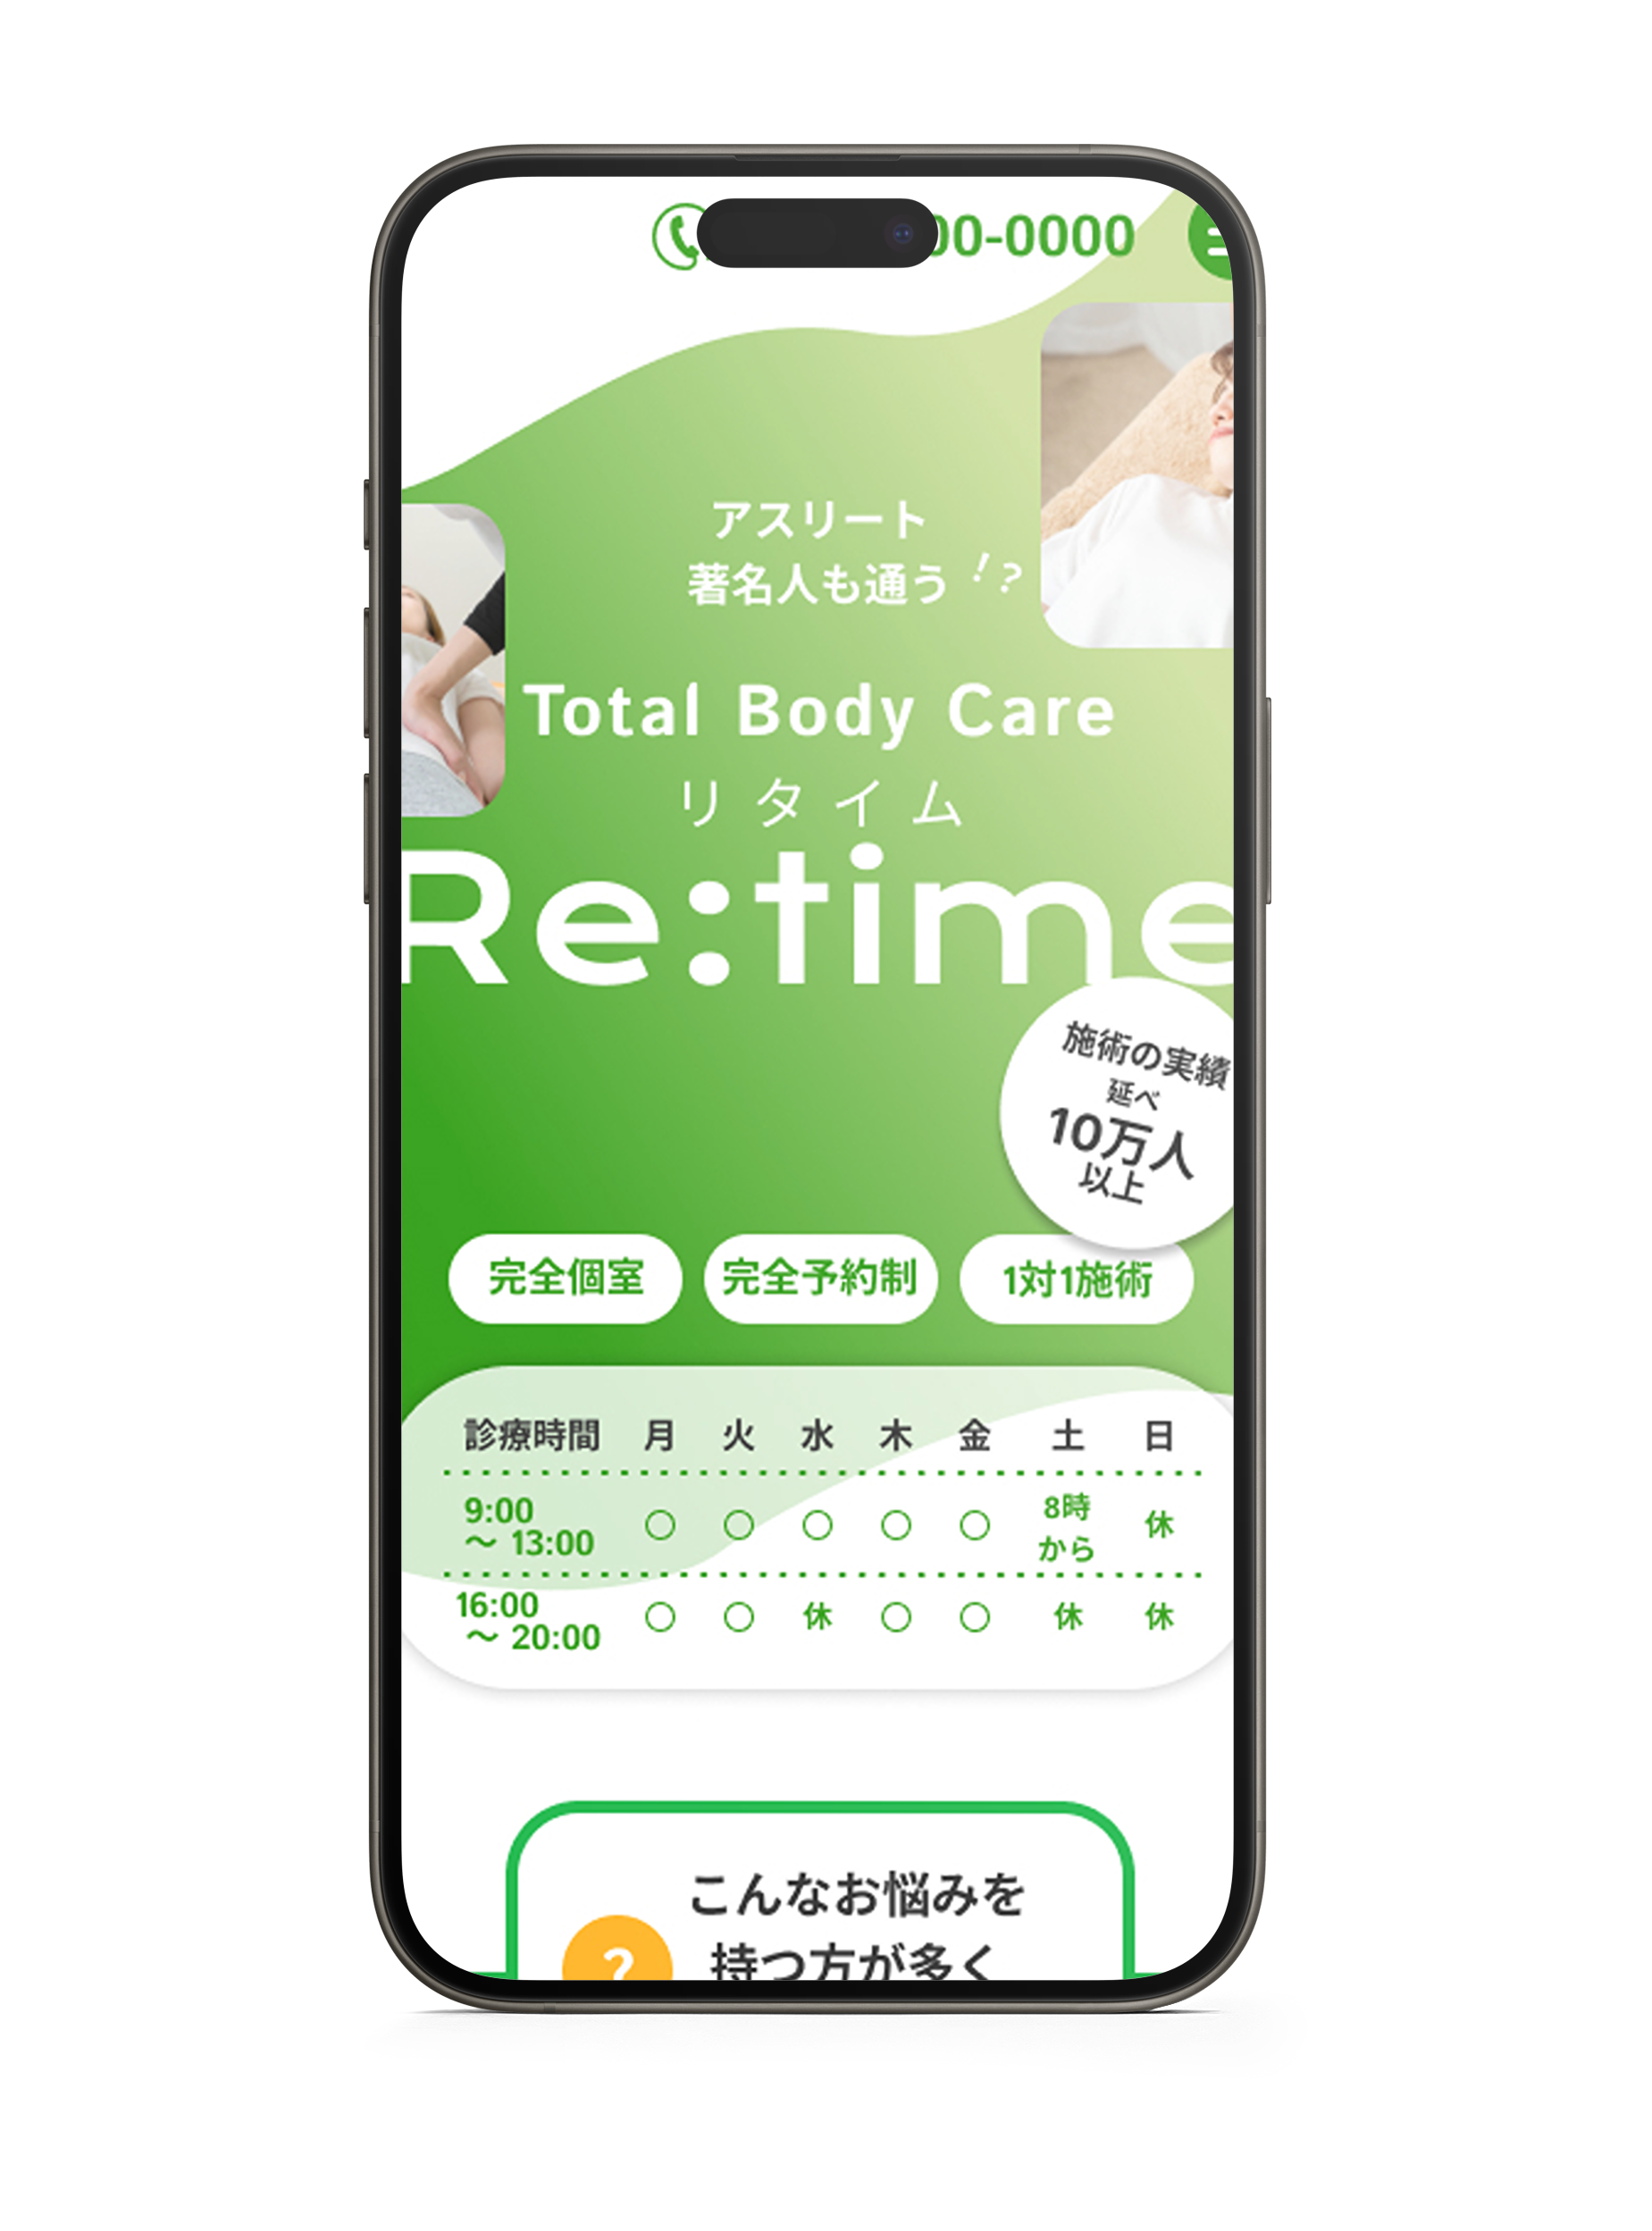 00-0000
アスリート
著名人も通う !?
Total Body Care
リタイム
Re:time
施術の実績
延べ
10万人
以上
完全個室
完全予約制
1対1施術
診療時間 月 火 水 木 金 土 日
9:00
～ 13:00
○ ○ ○ ○ ○ 8時から 休
16:00
～ 20:00
○ ○ 休 ○ ○ 休 休
こんなお悩みを
?
持つ方が多く